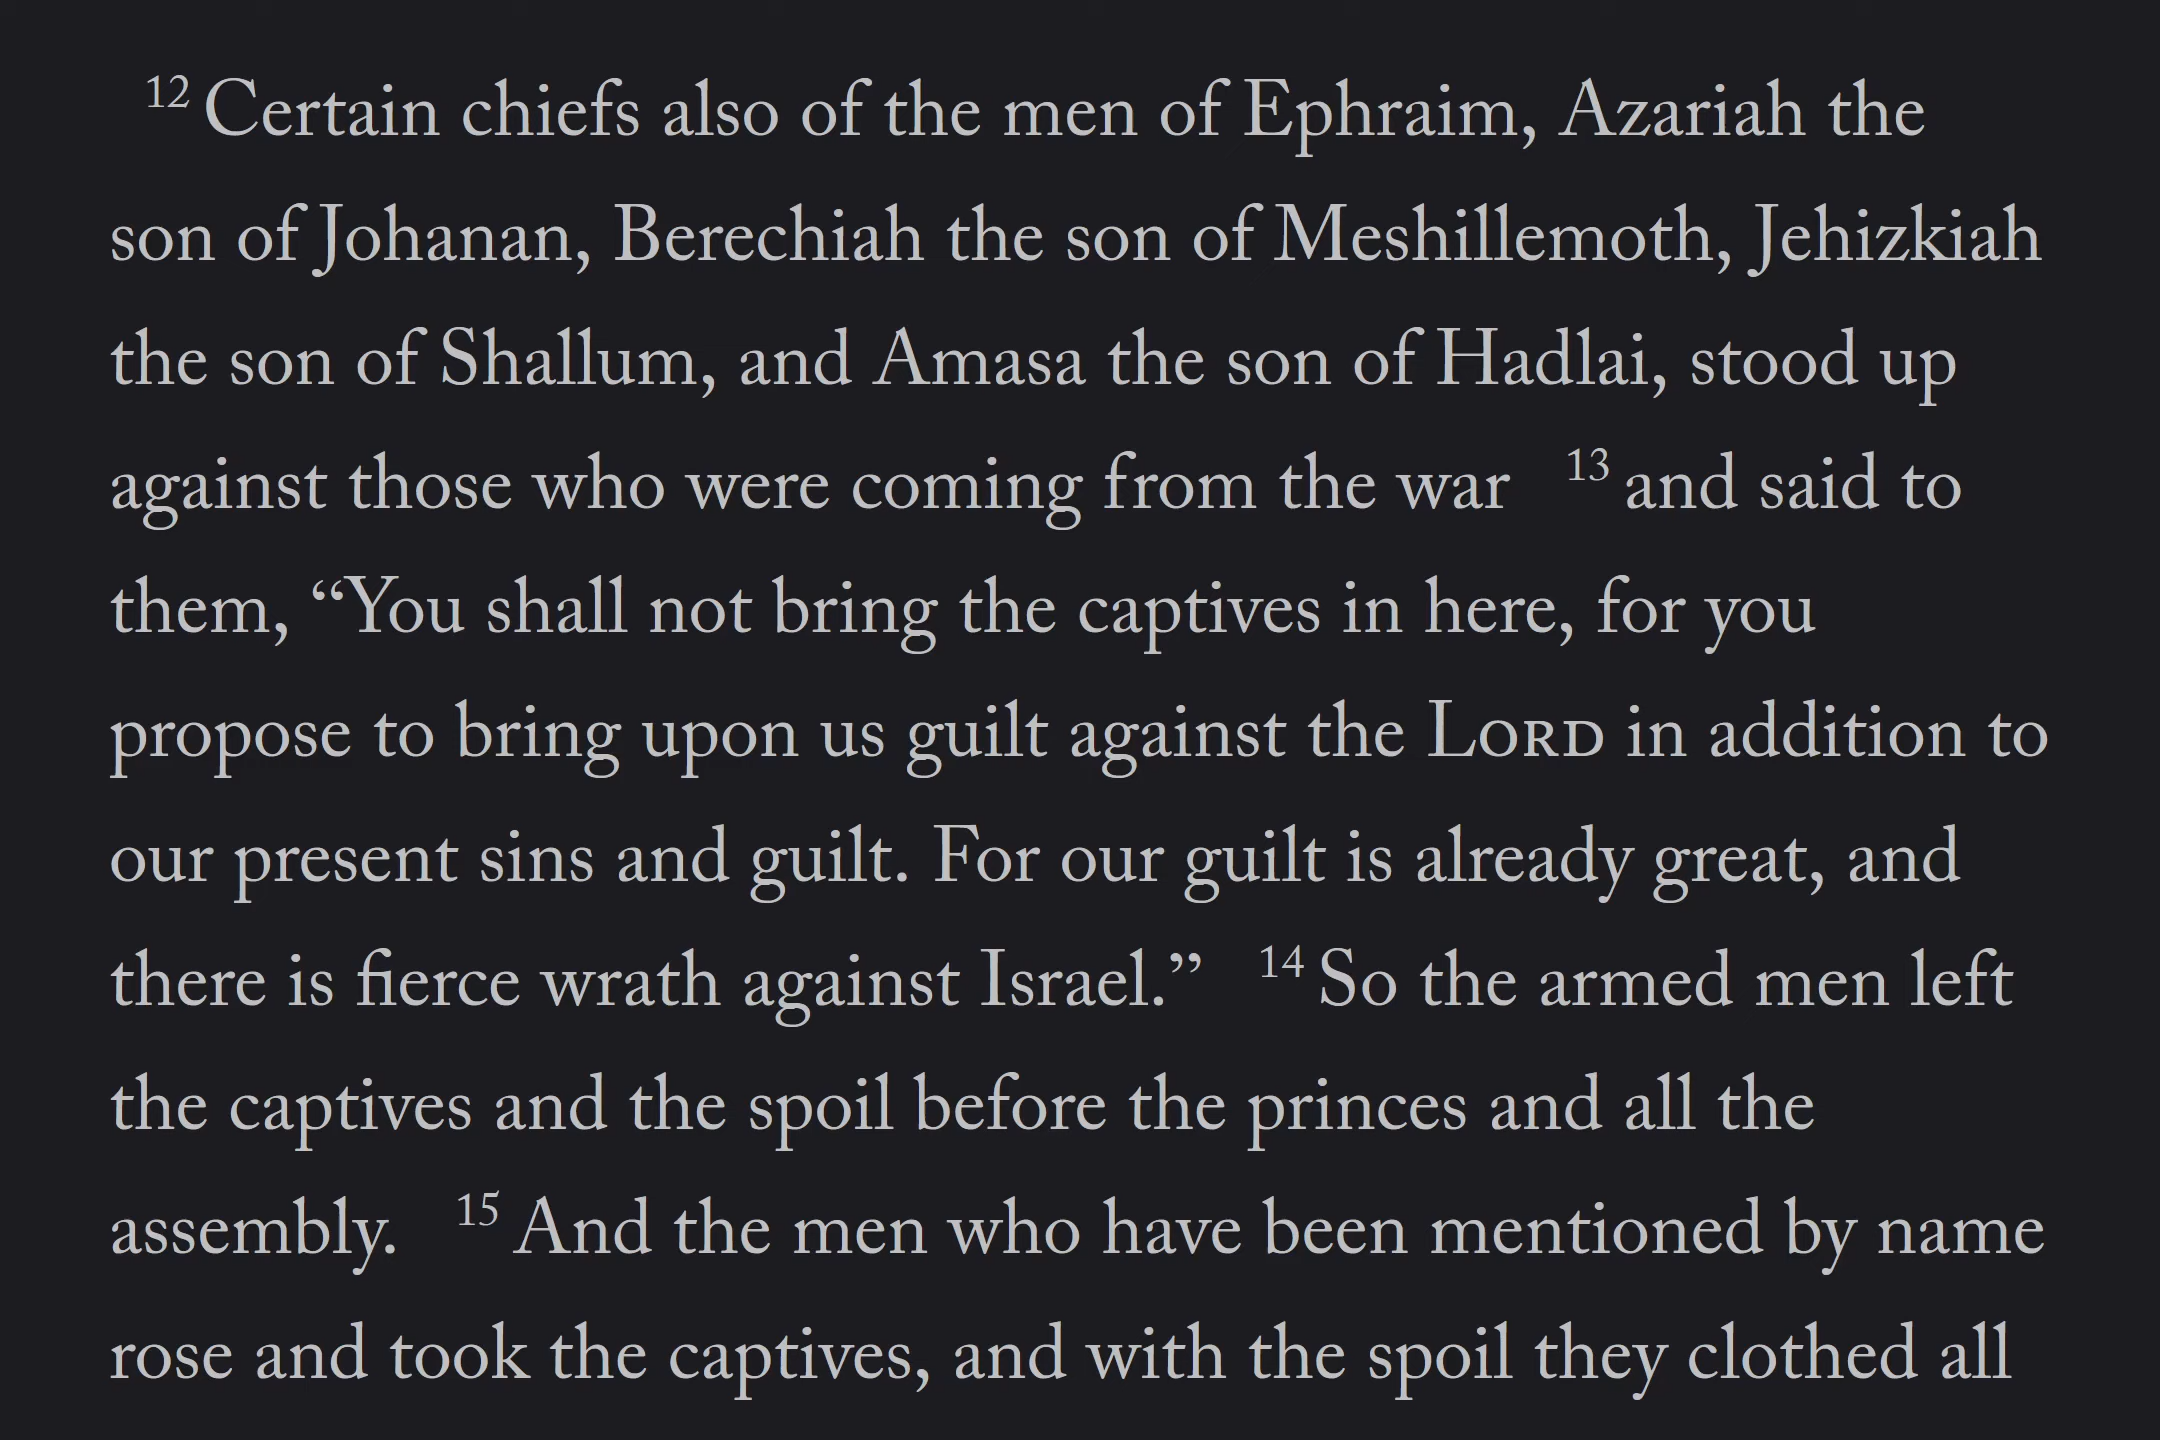 12 Certain chiefs also of the men of Ephraim, Azariah the
son of Johanan, Berechiah the son of Meshillemoth, Jehizkiah
the son of Shallum, and Amasa the son of Hadlai, stood up
against those who were coming from the war 13 and said to
them, “You shall not bring the captives in here, for you
propose to bring upon us guilt against the LORD in addition to
our present sins and guilt. For our guilt is already great, and
there is fierce wrath against Israel.” 14 So the armed men left
the captives and the spoil before the princes and all the
assembly. 15 And the men who have been mentioned by name
rose and took the captives, and with the spoil they clothed all